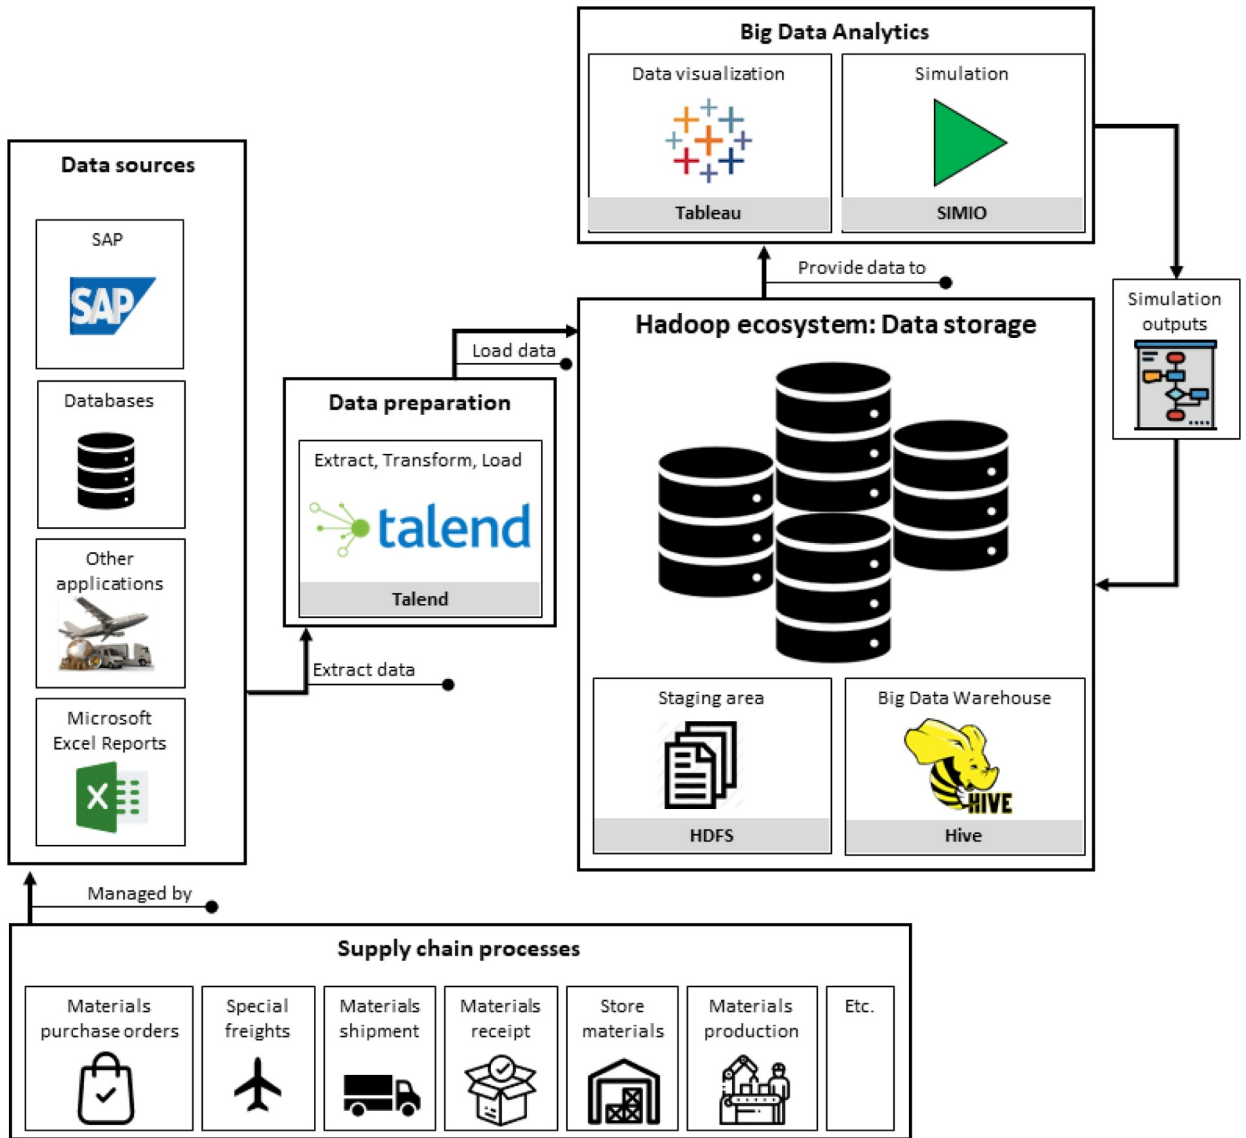 Big Data Analytics
Data visualization
Tableau
Simulation
SIMIO
Data sources
SAP
SAP
Databases
Other
applications
Microsoft
Excel Reports
X
Provide data to
Simulation
outputs
Hadoop ecosystem: Data storage
Load data
Data preparation
Extract, Transform, Load
talend
Talend
Extract data
Staging area
HDFS
Big Data Warehouse
HIVE
Hive
Managed by
Supply chain processes
Materials
purchase orders
Special
freights
Materials
shipment
Materials
receipt
Store
materials
Materials
production
Etc.